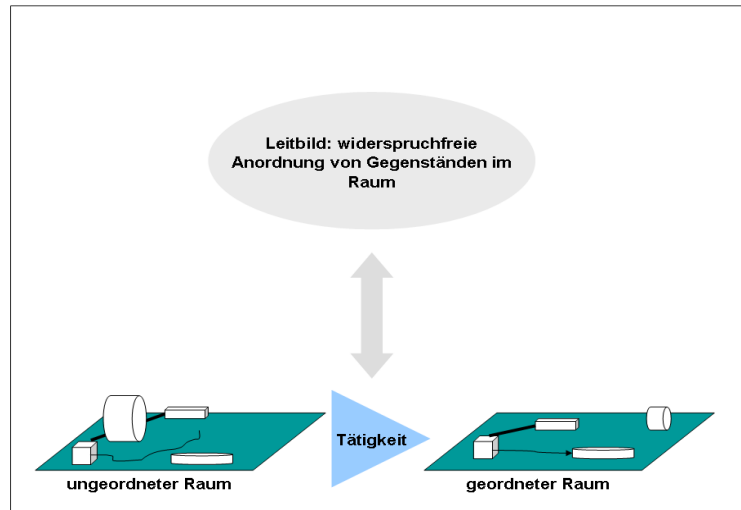 Leitbild: widerspruchfreie
Anordnung von Gegenständen im
Raum
Tätigkeit
ungeordneter Raum
geordneter Raum